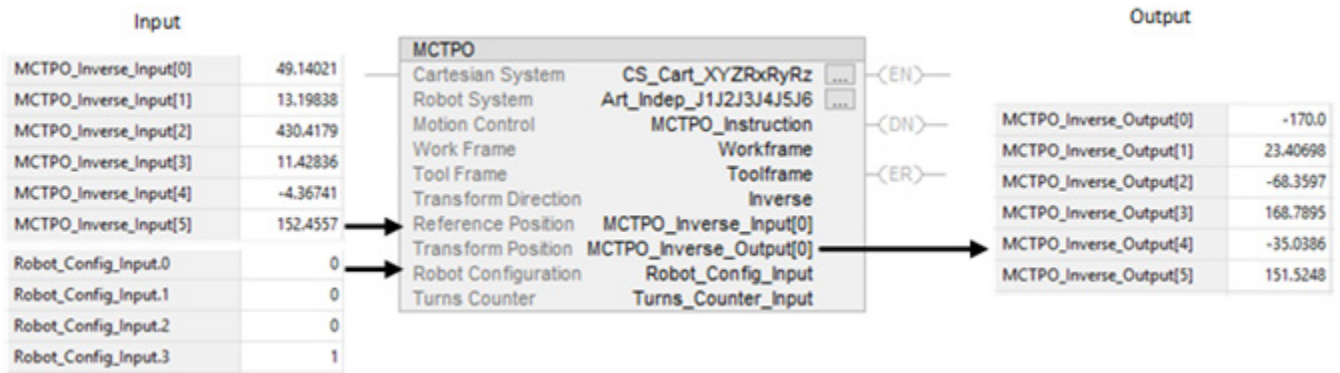 Input
MCTPO_Inverse_Input[0] 49.14021
MCTPO_Inverse_Input[1] 13.19838
MCTPO_Inverse_Input[2] 430.4179
MCTPO_Inverse_Input[3] 11.42836
MCTPO_Inverse_Input[4] -4.36741
MCTPO_Inverse_Input[5] 152.4557
Robot_Config_Input.0 0
Robot_Config_Input.1 0
Robot_Config_Input.2 0
Robot_Config_Input.3 1
MCTPO
Cartesian System CS_Cart_XYZRxRyRz ... (EN)
Robot System Art_Indep_J1J2J3J4J5J6 ...
Motion Control MCTPO_Instruction (DN)
Work Frame Workframe
Tool Frame Toolframe (ER)
Transform Direction Inverse
Reference Position MCTPO_Inverse_Input[0]
Transform Position MCTPO_Inverse_Output[0]
Robot Configuration Robot_Config_Input
Turns Counter Turns_Counter_Input
Output
MCTPO_Inverse_Output[0] -170.0
MCTPO_Inverse_Output[1] 23.40698
MCTPO_Inverse_Output[2] -68.3597
MCTPO_Inverse_Output[3] 168.7895
MCTPO_Inverse_Output[4] -35.0386
MCTPO_Inverse_Output[5] 151.5248